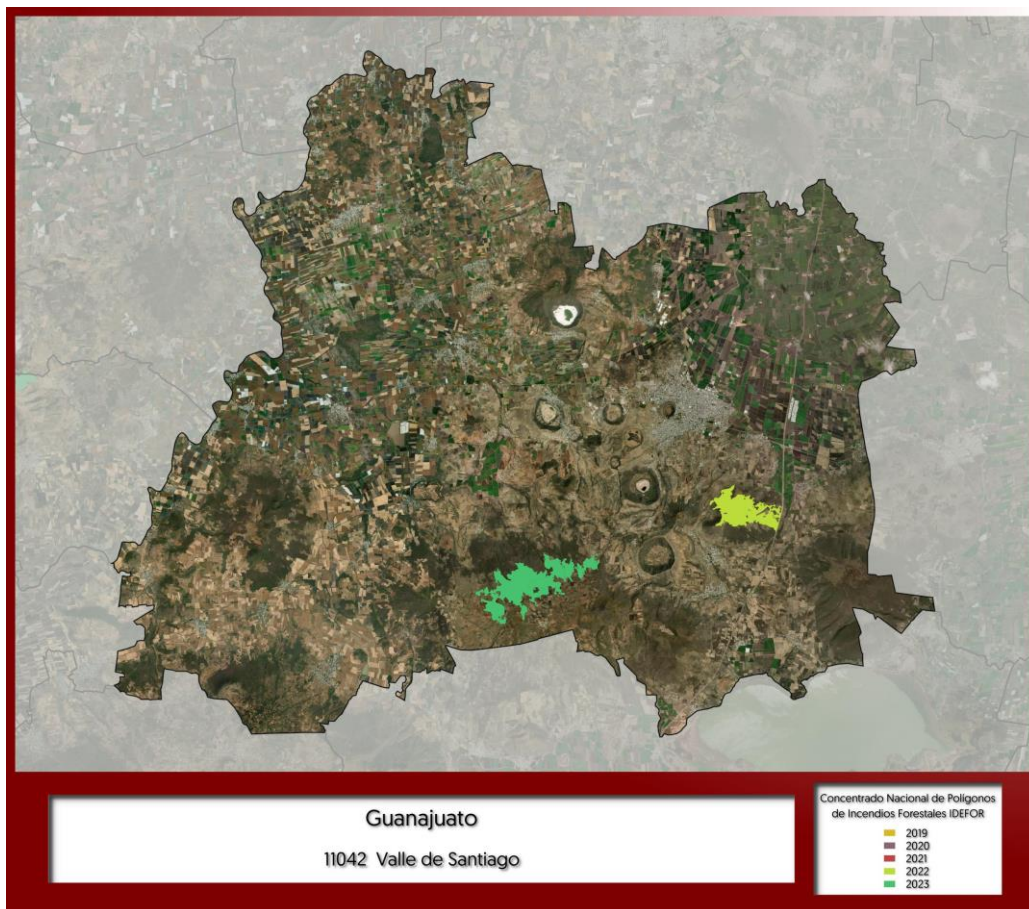 Guanajuato
11042 Valle de Santiago
Concentrado Nacional de Polígonos
de Incendios Forestales IDEFOR
2019
2020
2021
2022
2023